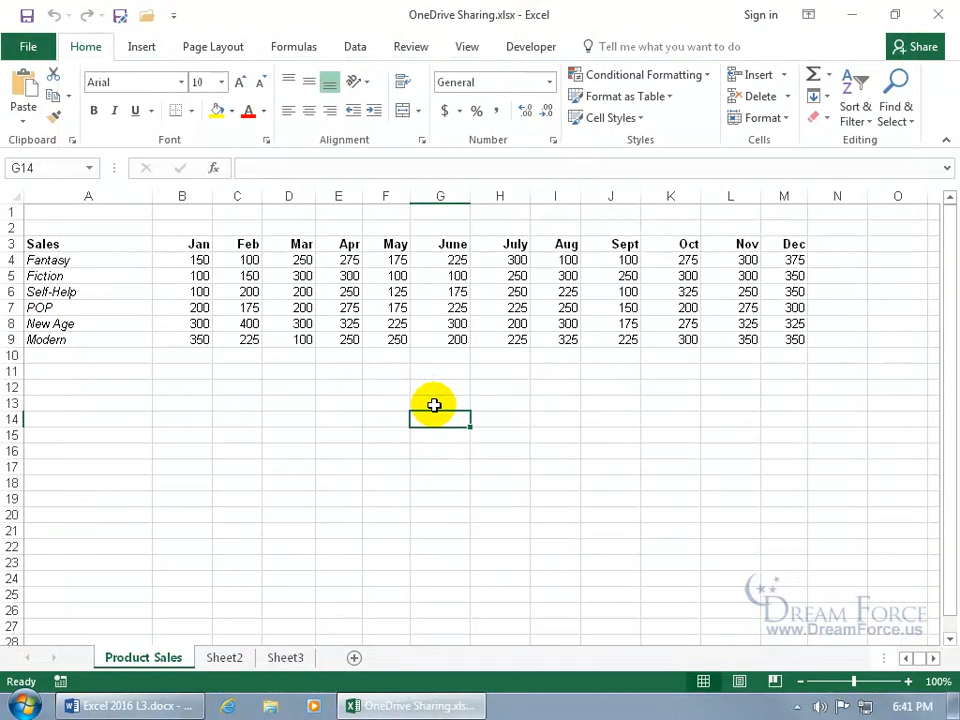 OneDrive Sharing.xlsx - Excel
Sign in
File Home Insert Page Layout Formulas Data Review View Developer Tell me what you want to do Share
Paste
Arial 10
General
Conditional Formatting
Format as Table
Cell Styles
Insert
Delete
Format
Sort & Filter
Find & Select
Clipboard Font Alignment Number Styles Cells Editing
G14
A B C D E F G H I J K L M N O
1
2
3 Sales Jan Feb Mar Apr May June July Aug Sept Oct Nov Dec
4 Fantasy 150 100 250 275 175 225 300 100 100 275 300 375
5 Fiction 100 150 300 300 100 100 250 300 250 300 300 350
6 Self-Help 100 200 200 250 125 175 250 225 100 325 250 350
7 POP 200 175 200 275 175 225 225 250 150 200 275 300
8 New Age 300 400 300 325 225 300 200 300 175 275 325 325
9 Modern 350 225 100 250 250 200 225 325 225 300 350 350
10
11
12
13
14
15
16
17
18
19
20
21
22
23
24
25
26
27
28
DREAM FORCE
www.DreamForce.us
Product Sales Sheet2 Sheet3
Ready 100%
Excel 2016 L3.docx - ...
OneDrive Sharing.xls...
6:41 PM